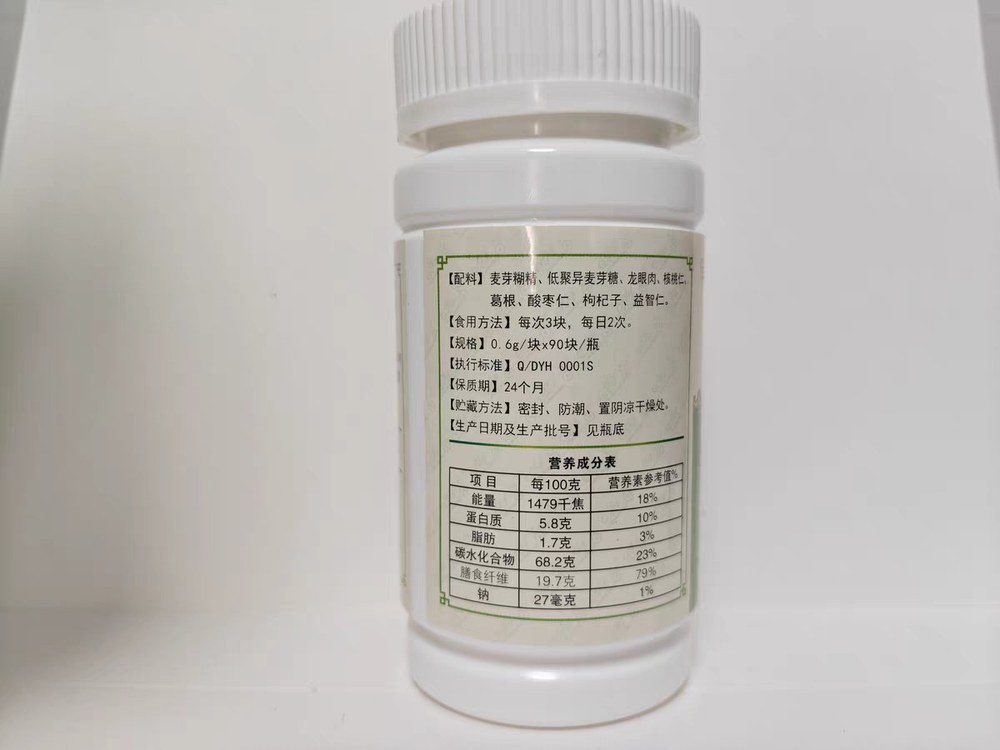 【配料】麦芽糊精、低聚异麦芽糖、龙眼肉、核桃仁、
葛根、酸枣仁、枸杞子、益智仁。
【食用方法】每次3块，每日2次。
【规格】0.6g/块x90块/瓶
【执行标准】Q/DYH 0001S
【保质期】24个月
【贮藏方法】密封、防潮、置阴凉干燥处。
【生产日期及生产批号】见瓶底
营养成分表
项目 每100克 营养素参考值%
能量 1479千焦 18%
蛋白质 5.8克 10%
脂肪 1.7克 3%
碳水化合物 68.2克 23%
膳食纤维 19.7克 79%
钠 27毫克 1%